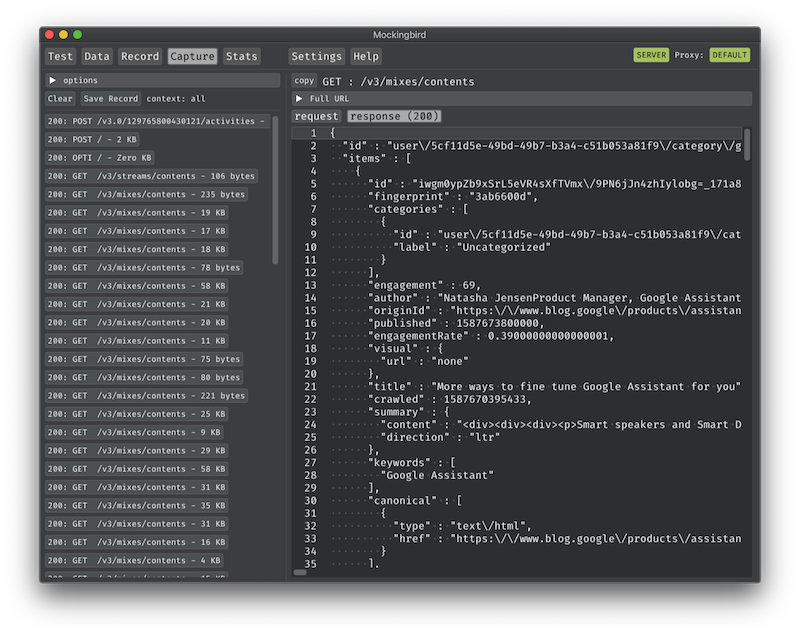 Mockingbird
Test Data Record Capture Stats Settings Help SERVER Proxy: DEFAULT
▶ options
Clear Save Record context: all
200: POST /v3.0/129765800430121/activities -
200: POST / - 2 KB
200: OPTI / - Zero KB
200: GET /v3/streams/contents - 106 bytes
200: GET /v3/mixes/contents - 235 bytes
200: GET /v3/mixes/contents - 19 KB
200: GET /v3/mixes/contents - 17 KB
200: GET /v3/mixes/contents - 18 KB
200: GET /v3/mixes/contents - 78 bytes
200: GET /v3/mixes/contents - 58 KB
200: GET /v3/mixes/contents - 21 KB
200: GET /v3/mixes/contents - 20 KB
200: GET /v3/mixes/contents - 11 KB
200: GET /v3/mixes/contents - 75 bytes
200: GET /v3/mixes/contents - 80 bytes
200: GET /v3/mixes/contents - 221 bytes
200: GET /v3/mixes/contents - 25 KB
200: GET /v3/mixes/contents - 9 KB
200: GET /v3/mixes/contents - 29 KB
200: GET /v3/mixes/contents - 58 KB
200: GET /v3/mixes/contents - 31 KB
200: GET /v3/mixes/contents - 35 KB
200: GET /v3/mixes/contents - 31 KB
200: GET /v3/mixes/contents - 16 KB
200: GET /v3/mixes/contents - 4 KB
copy GET : /v3/mixes/contents
▶ Full URL
request response (200)
1 {
2 "id" : "user\/5cf11d5e-49bd-49b7-b3a4-c51b053a81f9\/category\/g
3 "items" : [
4 {
5 "id" : "iwgm0ypZb9xSrL5eVR4sXfTVmx\/9PN6jJn4zhIylobg=_171a8
6 "fingerprint" : "3ab6600d",
7 "categories" : [
8 {
9 "id" : "user\/5cf11d5e-49bd-49b7-b3a4-c51b053a81f9\/cat
10 "label" : "Uncategorized"
11 }
12 ],
13 "engagement" : 69,
14 "author" : "Natasha JensenProduct Manager, Google Assistant
15 "originId" : "https:\/\/www.blog.google\/products\/assistan
16 "published" : 1587673800000,
17 "engagementRate" : 0.39000000000000001,
18 "visual" : {
19 "url" : "none"
20 },
21 "title" : "More ways to fine tune Google Assistant for you"
22 "crawled" : 1587670395433,
23 "summary" : {
24 "content" : "<div><div><div><p>Smart speakers and Smart D
25 "direction" : "ltr"
26 },
27 "keywords" : [
28 "Google Assistant"
29 ],
30 "canonical" : [
31 {
32 "type" : "text\/html",
33 "href" : "https:\/\/www.blog.google\/products\/assistan
34 }
35 ],